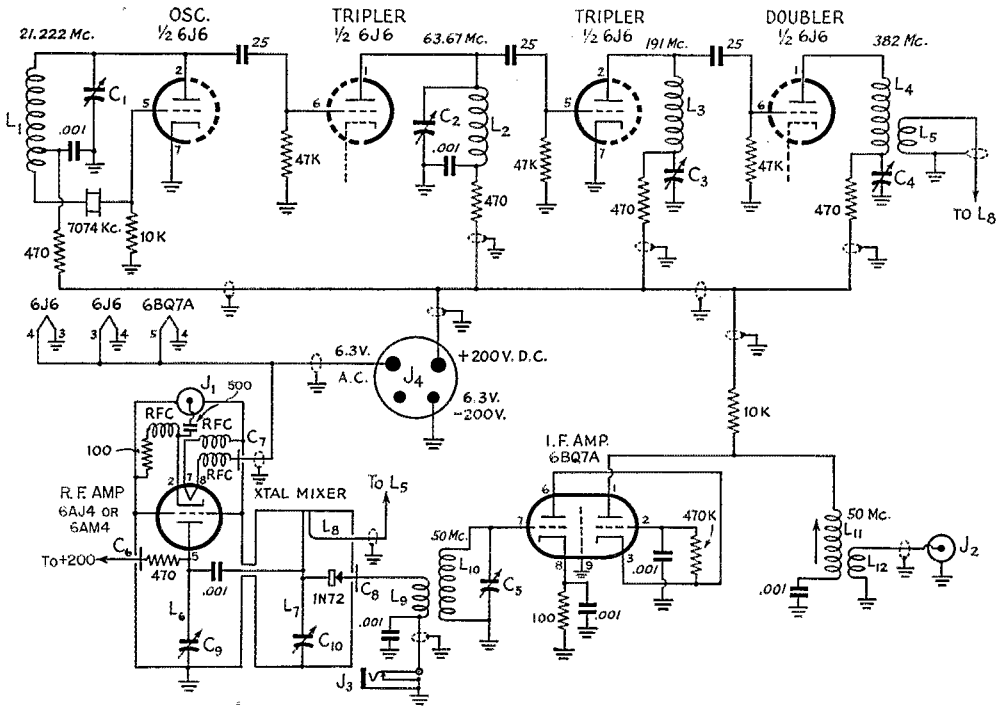 OSC.
½ 6J6
TRIPLER
½ 6J6
TRIPLER
½ 6J6
DOUBLER
½ 6J6
21.222 Mc.
63.67 Mc.
191 Mc.
382 Mc.
25
25
25
2
5
7
1
6
2
5
7
1
6
L1
C1
.001
C2
.001
L2
L3
C3
L4
L5
C4
47K
47K
47K
7074 Kc.
10K
470
470
470
470
TO L8
6J6
4 3
6J6
3 4
6BQ7A
5 4
6.3V.
A.C.
J4
+200V. D.C.
6.3V.
-200V.
10K
J1
500
RFC
RFC
RFC
C7
100
2 7 8
5
R.F. AMP
6AJ4 OR
6AM4
To +200
C6
470
.001
L6
C9
XTAL MIXER
L8
To L5
1N72
C8
L7
C10
L9
.001
J3
50 Mc.
L10
C5
I.F. AMP.
6BQ7A
6 1
7 2
8 9 3
100
.001
.001
470K
50 Mc.
L11
L12
.001
J2